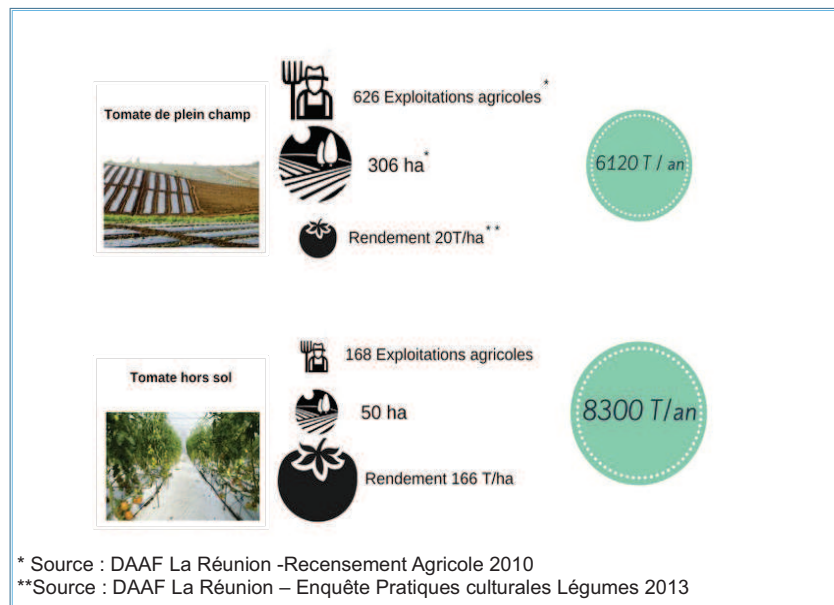 Tomate de plein champ
626 Exploitations agricoles*
306 ha*
Rendement 20T/ha**
6120 T / an
Tomate hors sol
168 Exploitations agricoles
50 ha
Rendement 166 T/ha
8300 T/an
* Source : DAAF La Réunion -Recensement Agricole 2010
**Source : DAAF La Réunion – Enquête Pratiques culturales Légumes 2013